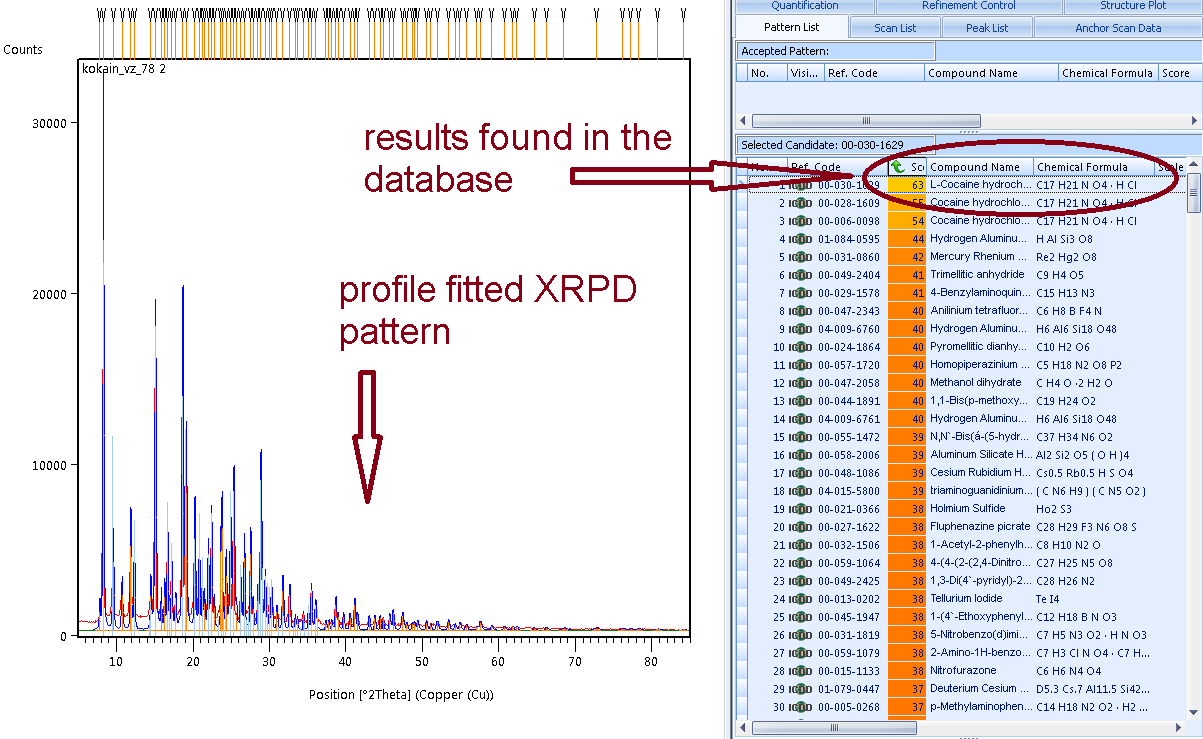 Counts
kokain_vz_78 2
30000
20000
10000
0
10 20 30 40 50 60 70 80
Position [°2Theta] (Copper (Cu))
results found in the
database
profile fitted XRPD
pattern
Quantification Refinement Control Structure Plot
Pattern List Scan List Peak List Anchor Scan Data
Accepted Pattern:
No. Visi... Ref. Code Compound Name Chemical Formula Score
Selected Candidate: 00-030-1629
Ref. Code Sc Compound Name Chemical Formula Scale
1 00-030-1629 63 L-Cocaine hydroch... C17 H21 N O4 · H Cl
2 00-028-1609 55 Cocaine hydrochlo... C17 H21 N O4 · H Cl
3 00-006-0098 54 Cocaine hydrochlo... C17 H21 N O4 · H Cl
4 01-084-0595 44 Hydrogen Aluminu... H Al Si3 O8
5 00-031-0860 42 Mercury Rhenium ... Re2 Hg2 O8
6 00-049-2404 41 Trimellitic anhydride C9 H4 O5
7 00-029-1578 41 4-Benzylaminoquin... C15 H13 N3
8 00-047-2343 40 Anilinium tetrafluor... C6 H8 B F4 N
9 04-009-6760 40 Hydrogen Aluminu... H6 Al6 Si18 O48
10 00-024-1864 40 Pyromellitic dianhy... C10 H2 O6
11 00-057-1720 40 Homopiperazinium ... C5 H18 N2 O8 P2
12 00-047-2058 40 Methanol dihydrate C H4 O ·2 H2 O
13 00-044-1891 40 1,1-Bis(p-methoxy... C19 H24 O2
14 04-009-6761 40 Hydrogen Aluminu... H6 Al6 Si18 O48
15 00-055-1472 39 N,N`-Bis(á-(5-hydr... C37 H34 N6 O2
16 00-058-2006 39 Aluminum Silicate H... Al2 Si2 O5 ( O H )4
17 00-048-1086 39 Cesium Rubidium H... Cs0.5 Rb0.5 H S O4
18 04-015-5800 39 triaminoguanidinium... ( C N6 H9 ) ( C N5 O2 )
19 00-021-0366 38 Holmium Sulfide Ho2 S3
20 00-027-1622 38 Fluphenazine picrate C28 H29 F3 N6 O8 S
21 00-032-1506 38 1-Acetyl-2-phenylh... C8 H10 N2 O
22 00-059-1064 38 4-(4-(2-(2,4-Dinitro... C27 H25 N5 O8
23 00-049-2425 38 1,3-Di(4`-pyridyl)-2... C28 H26 N2
24 00-013-0202 38 Tellurium Iodide Te I4
25 00-045-1947 38 1-(4`-Ethoxyphenyl... C12 H18 B N O3
26 00-031-1819 38 5-Nitrobenzo(d)imi... C7 H5 N3 O2 · H N O3
27 00-059-1079 38 2-Amino-1H-benzo... C7 H3 Cl N O4 · C7 H...
28 00-015-1133 38 Nitrofurazone C6 H6 N4 O4
29 01-079-0447 37 Deuterium Cesium ... D5.3 Cs.7 Al11.5 Si42...
30 00-005-0268 37 p-Methylaminophen... C14 H18 N2 O2 · H2 ...